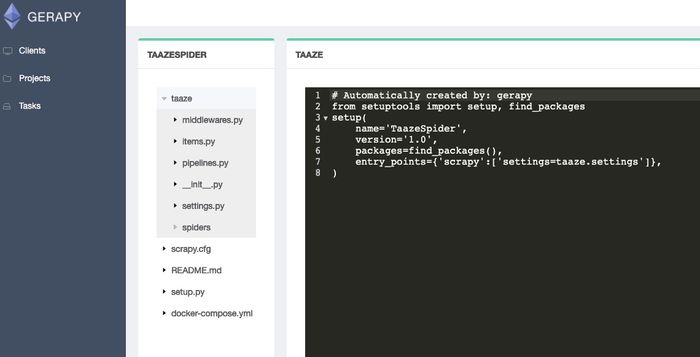 GERAPY
Clients
Projects
Tasks
TAAZESPIDER
taaze
middlewares.py
items.py
pipelines.py
__init__.py
settings.py
spiders
scrapy.cfg
README.md
setup.py
docker-compose.yml
TAAZE
1 # Automatically created by: gerapy
2 from setuptools import setup, find_packages
3 setup(
4     name='TaazeSpider',
5     version='1.0',
6     packages=find_packages(),
7     entry_points={'scrapy':['settings=taaze.settings']},
8 )